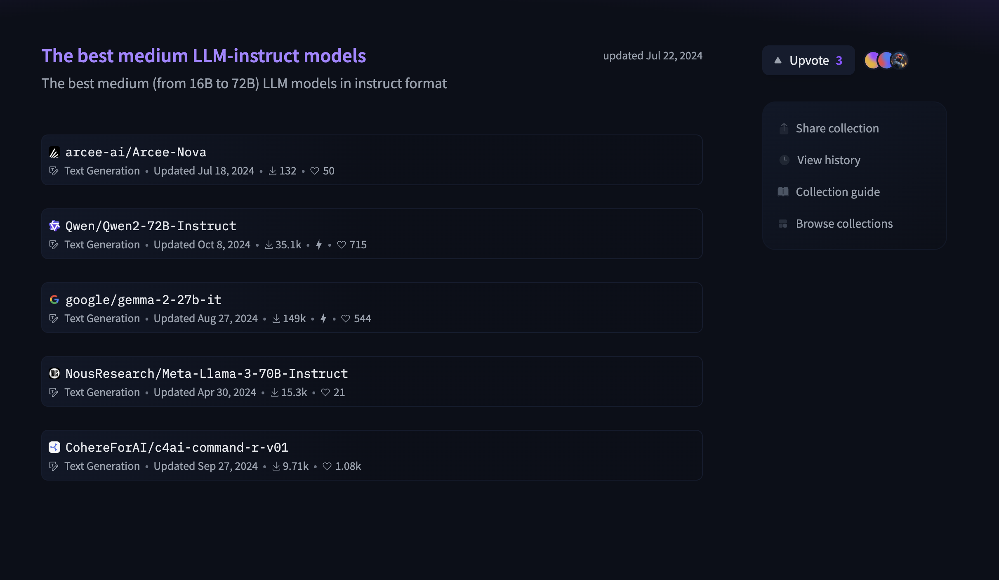 The best medium LLM-instruct models
updated Jul 22, 2024
The best medium (from 16B to 72B) LLM models in instruct format
Upvote 3
Share collection
View history
Collection guide
Browse collections
arcee-ai/Arcee-Nova
Text Generation • Updated Jul 18, 2024 • 132 • 50
Qwen/Qwen2-72B-Instruct
Text Generation • Updated Oct 8, 2024 • 35.1k • • 715
google/gemma-2-27b-it
Text Generation • Updated Aug 27, 2024 • 149k • • 544
NousResearch/Meta-Llama-3-70B-Instruct
Text Generation • Updated Apr 30, 2024 • 15.3k • 21
CohereForAI/c4ai-command-r-v01
Text Generation • Updated Sep 27, 2024 • 9.71k • 1.08k